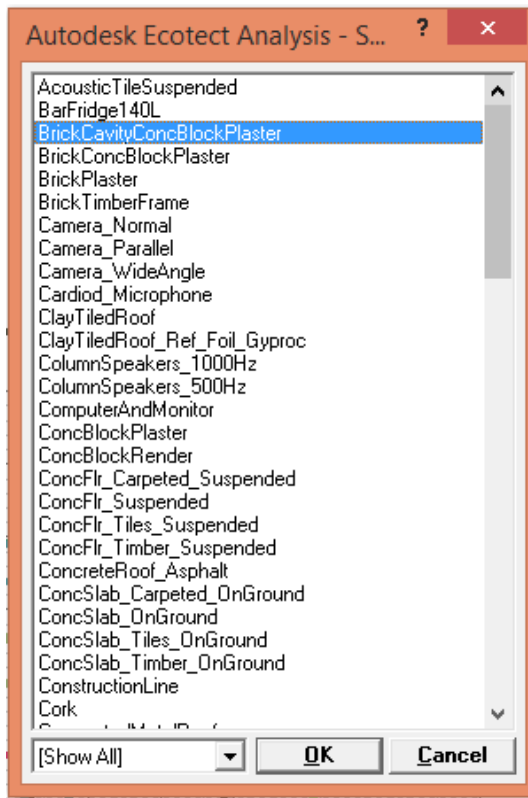 Autodesk Ecotect Analysis - S...
?
AcousticTileSuspended
BarFridge140L
BrickCavityConcBlockPlaster
BrickConcBlockPlaster
BrickPlaster
BrickTimberFrame
Camera_Normal
Camera_Parallel
Camera_WideAngle
Cardiod_Microphone
ClayTiledRoof
ClayTiledRoof_Ref_Foil_Gyproc
ColumnSpeakers_1000Hz
ColumnSpeakers_500Hz
ComputerAndMonitor
ConcBlockPlaster
ConcBlockRender
ConcFlr_Carpeted_Suspended
ConcFlr_Suspended
ConcFlr_Tiles_Suspended
ConcFlr_Timber_Suspended
ConcreteRoof_Asphalt
ConcSlab_Carpeted_OnGround
ConcSlab_OnGround
ConcSlab_Tiles_OnGround
ConcSlab_Timber_OnGround
ConstructionLine
Cork
[Show All]
OK
Cancel